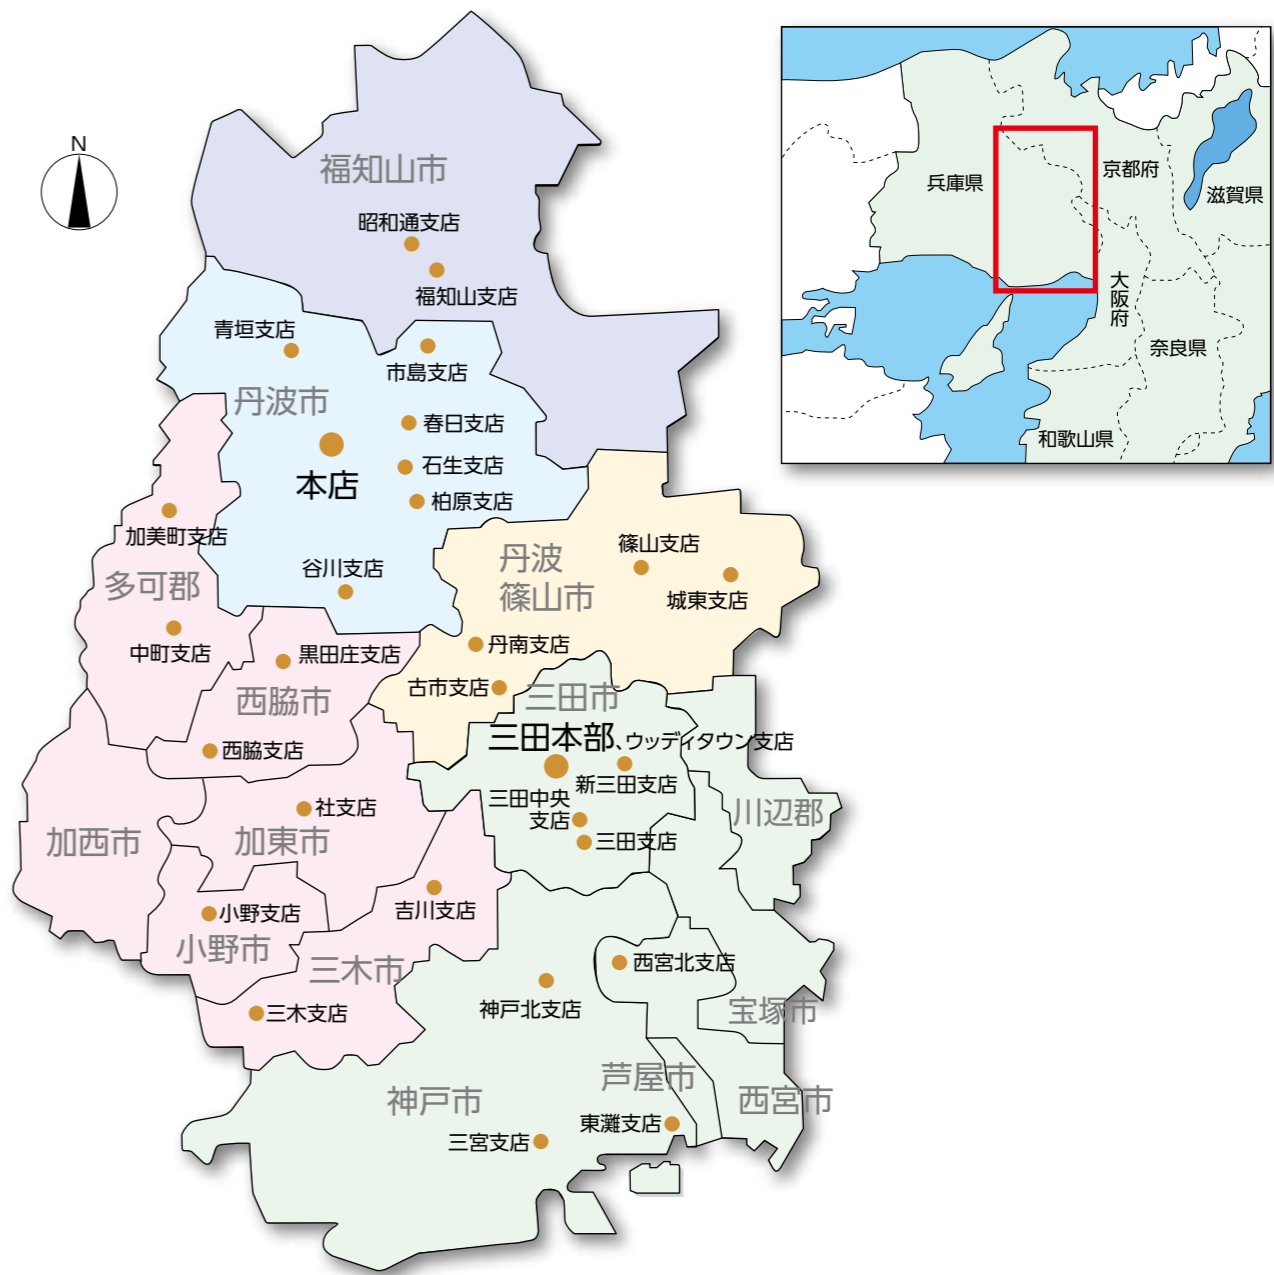 N
福知山市
昭和通支店
福知山支店
青垣支店
市島支店
丹波市
春日支店
本店
石生支店
柏原支店
加美町支店
谷川支店
多可郡
中町支店
丹波
篠山市
篠山支店
城東支店
丹南支店
古市支店
黒田庄支店
西脇市
西脇支店
三田市
三田本部、ウッディタウン支店
新三田支店
三田中央
支店
三田支店
川辺郡
社支店
加西市
加東市
吉川支店
小野支店
小野市
三木市
三木支店
西宮北支店
神戸北支店
宝塚市
芦屋市
神戸市
西宮市
東灘支店
三宮支店
兵庫県
京都府
滋賀県
大阪府
奈良県
和歌山県